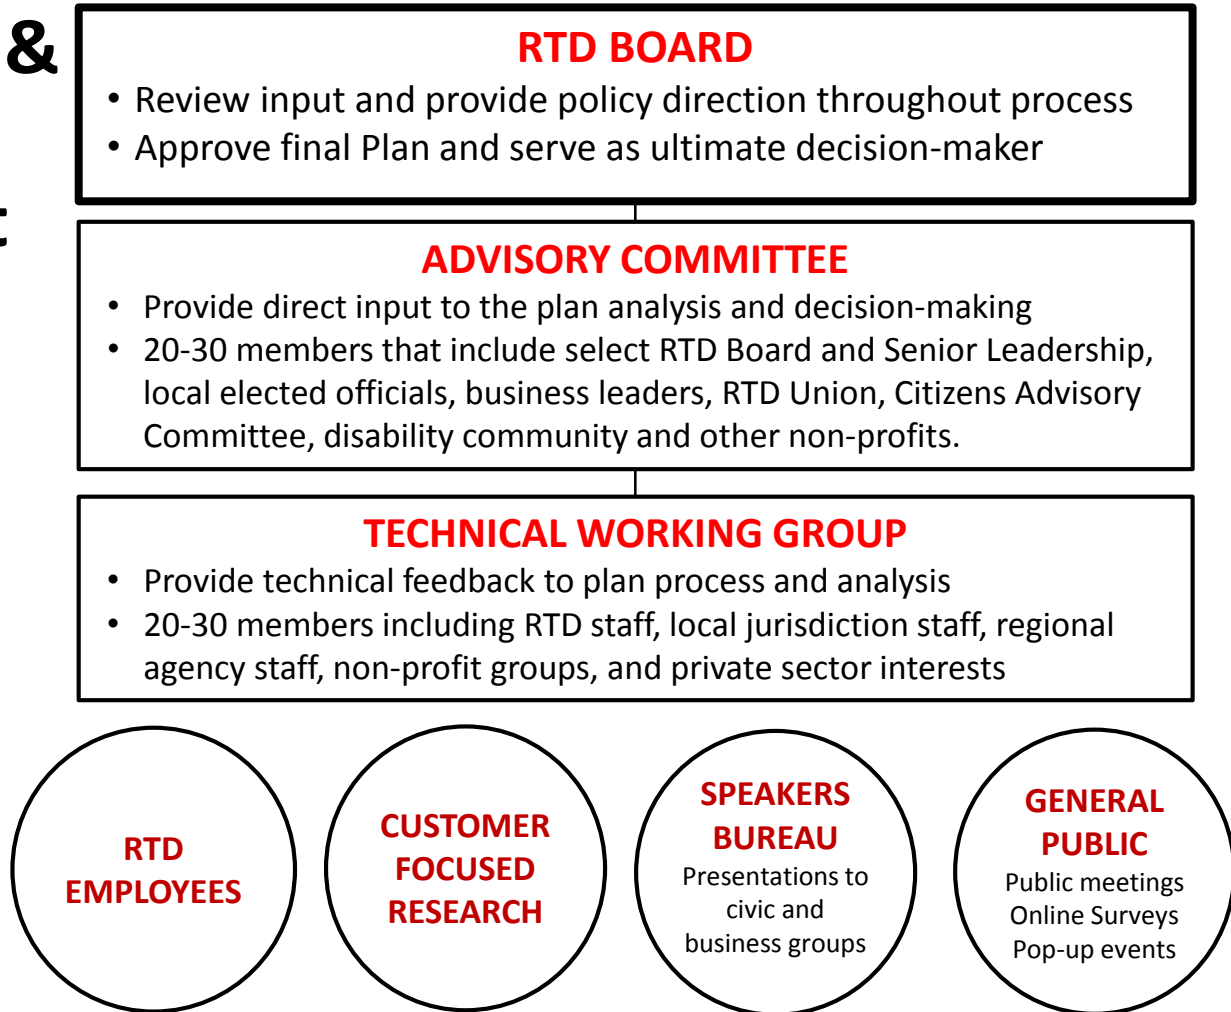 &
t
RTD BOARD
• Review input and provide policy direction throughout process
• Approve final Plan and serve as ultimate decision-maker
ADVISORY COMMITTEE
• Provide direct input to the plan analysis and decision-making
• 20-30 members that include select RTD Board and Senior Leadership,
local elected officials, business leaders, RTD Union, Citizens Advisory
Committee, disability community and other non-profits.
TECHNICAL WORKING GROUP
• Provide technical feedback to plan process and analysis
• 20-30 members including RTD staff, local jurisdiction staff, regional
agency staff, non-profit groups, and private sector interests
RTD
EMPLOYEES
CUSTOMER
FOCUSED
RESEARCH
SPEAKERS
BUREAU
Presentations to
civic and
business groups
GENERAL
PUBLIC
Public meetings
Online Surveys
Pop-up events